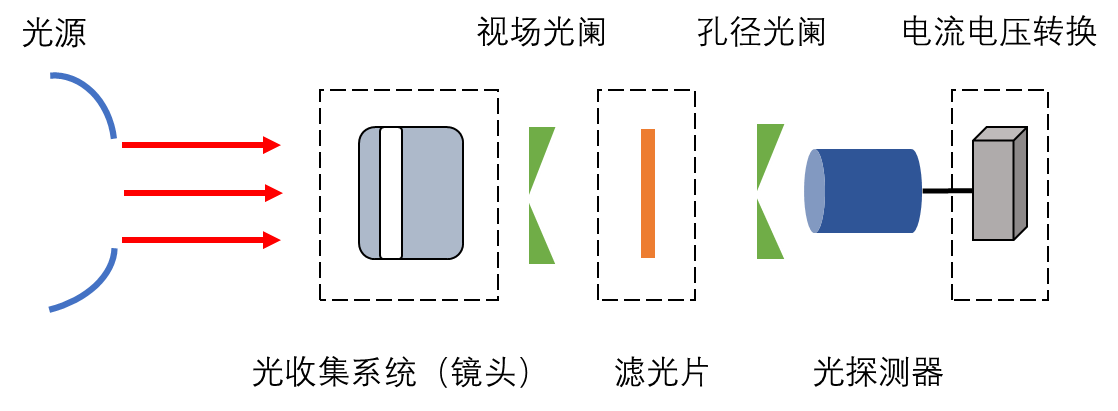 光源
视场光阑
孔径光阑
电流电压转换
光收集系统（镜头）
滤光片
光探测器